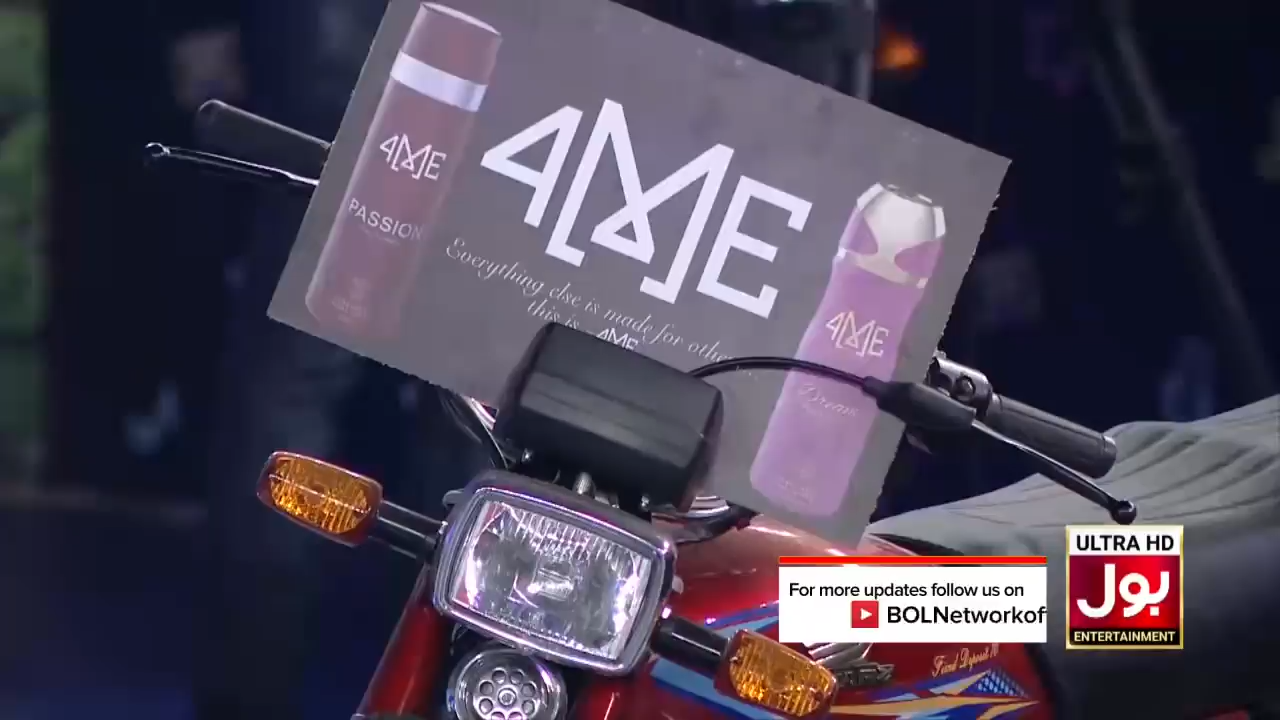 4ME
PASSION
4ME
Everything else is made for othe
this is 4ME
4ME
Dream
For more updates follow us on
BOLNetworkof
ULTRA HD
بول
ENTERTAINMENT